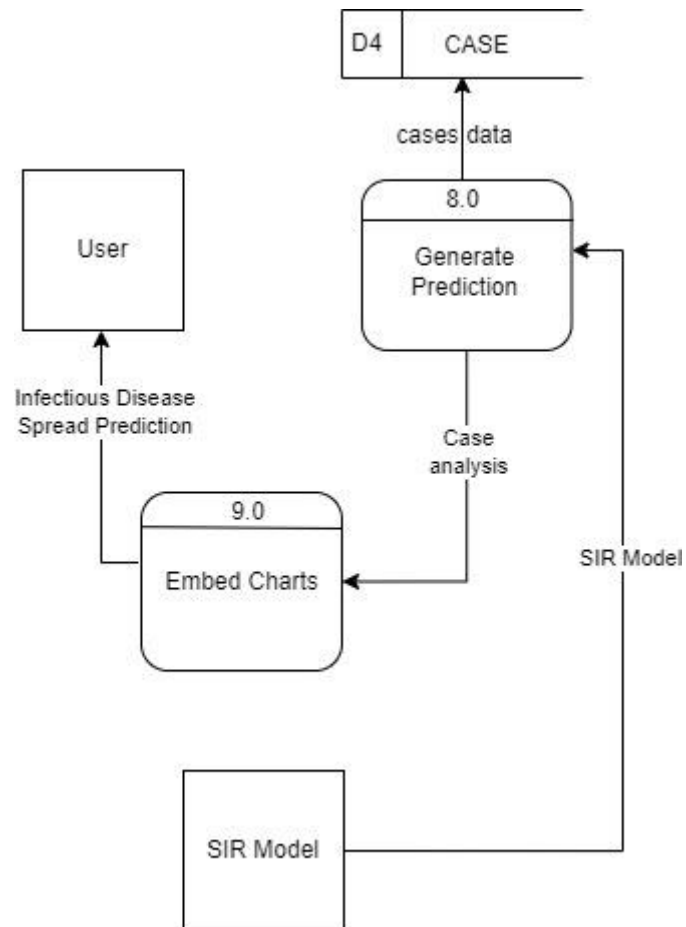 D4 CASE
cases data
8.0
Generate
Prediction
User
Infectious Disease
Spread Prediction
Case
analysis
9.0
Embed Charts
SIR Model
SIR Model